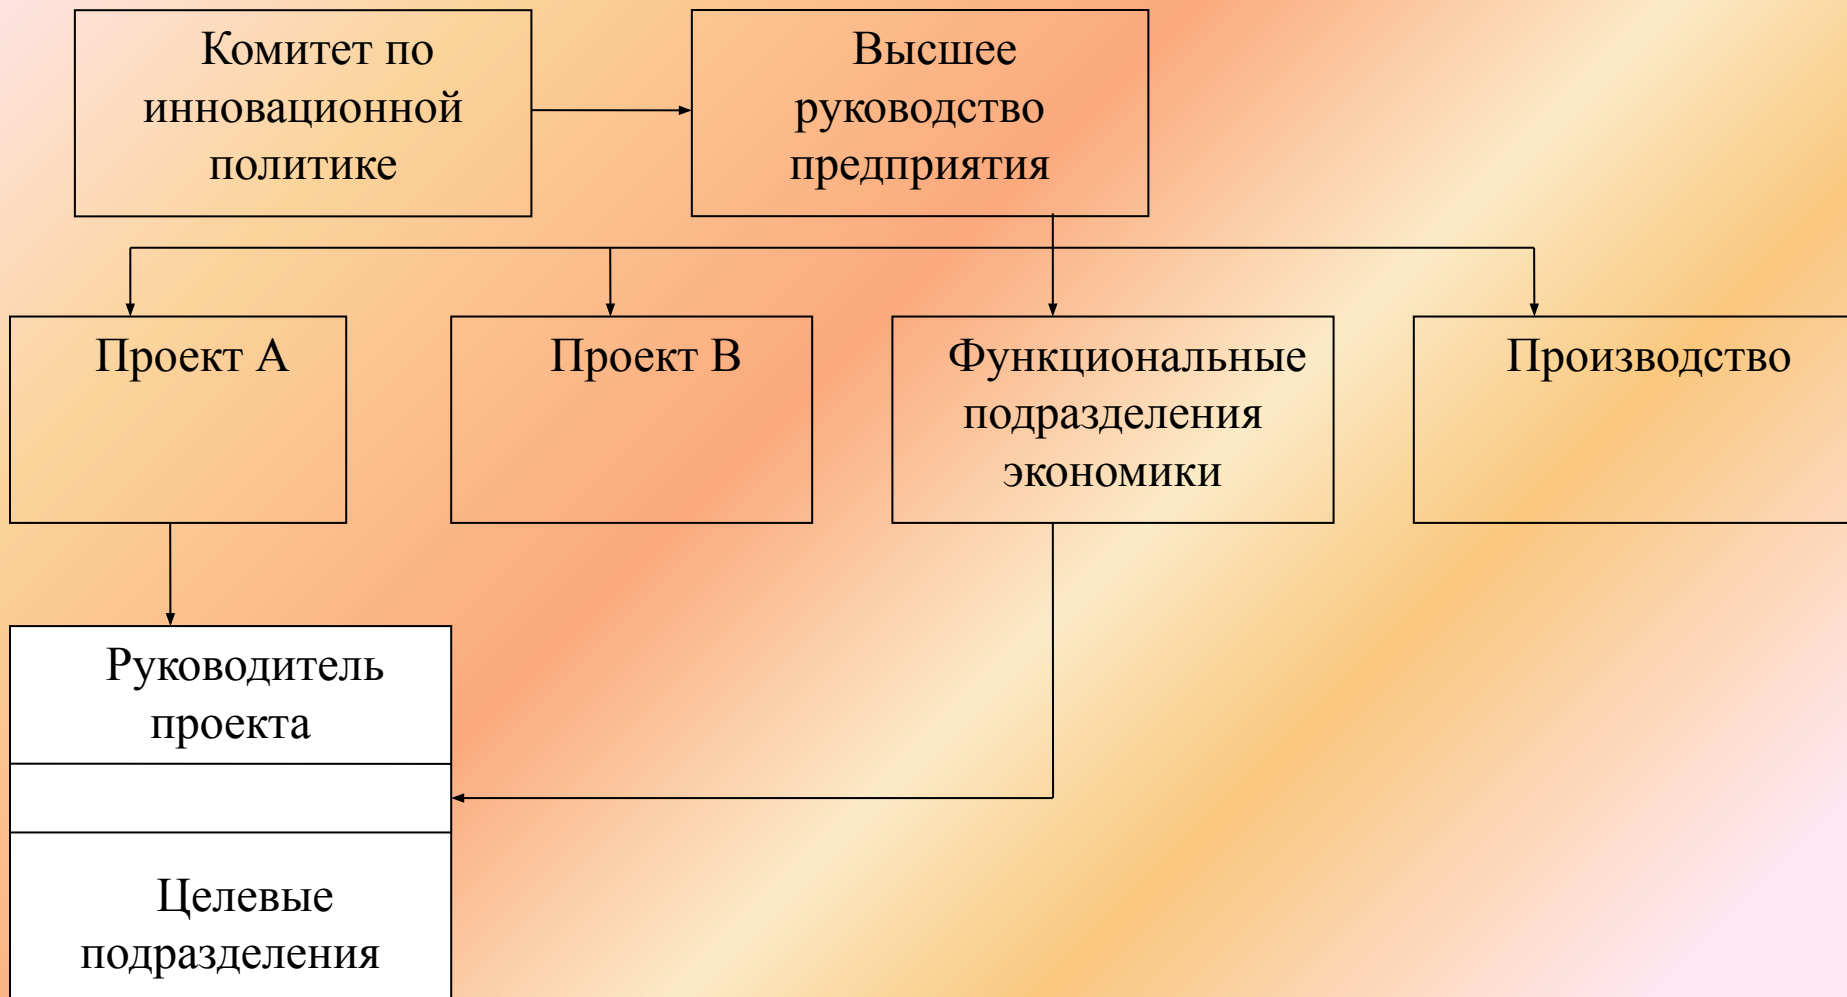 Комитет по
инновационной
политике
Высшее
руководство
предприятия
Проект А
Проект В
Функциональные
подразделения
экономики
Производство
Руководитель
проекта
Целевые
подразделения